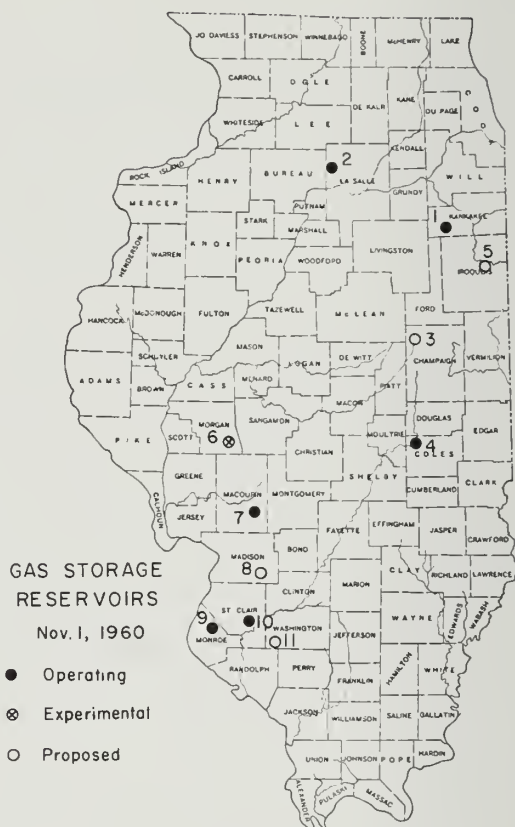 JO DAVIESS STEPHENSON WINNEBAGO BOONE McHENRY LAKE
CARROLL OGLE DE KALB KANE COOK
DU PAGE
WHITESIDE LEE
KENDALL
ROCK ISLAND HENRY BUREAU 2 LA SALLE GRUNDY WILL
MERCER PUTNAM
STARK MARSHALL 1 KANKAKEE
HENDERSON WARREN KNOX PEORIA WOODFORD LIVINGSTON 5 IROQUOIS
HANCOCK McDONOUGH FULTON TAZEWELL McLEAN FORD
MASON 3
SCHUYLER LOGAN DE WITT CHAMPAIGN VERMILION
ADAMS BROWN CASS MENARD PIATT
MACON
MORGAN SANGAMON DOUGLAS
PIKE SCOTT 6 CHRISTIAN MOULTRIE 4 COLES EDGAR
GREENE SHELBY
MACOUPIN MONTGOMERY CUMBERLAND CLARK
CALHOUN JERSEY 7
FAYETTE EFFINGHAM JASPER CRAWFORD
MADISON BOND
8 CLAY RICHLAND LAWRENCE
CLINTON MARION
ST CLAIR
9 10 WASHINGTON WAYNE EDWARDS WABASH
MONROE 11 JEFFERSON
RANDOLPH PERRY HAMILTON WHITE
FRANKLIN
JACKSON WILLIAMSON SALINE GALLATIN
UNION JOHNSON POPE HARDIN
ALEXANDER PULASKI MASSAC
GAS STORAGE
RESERVOIRS
Nov. 1, 1960
Operating
Experimental
Proposed